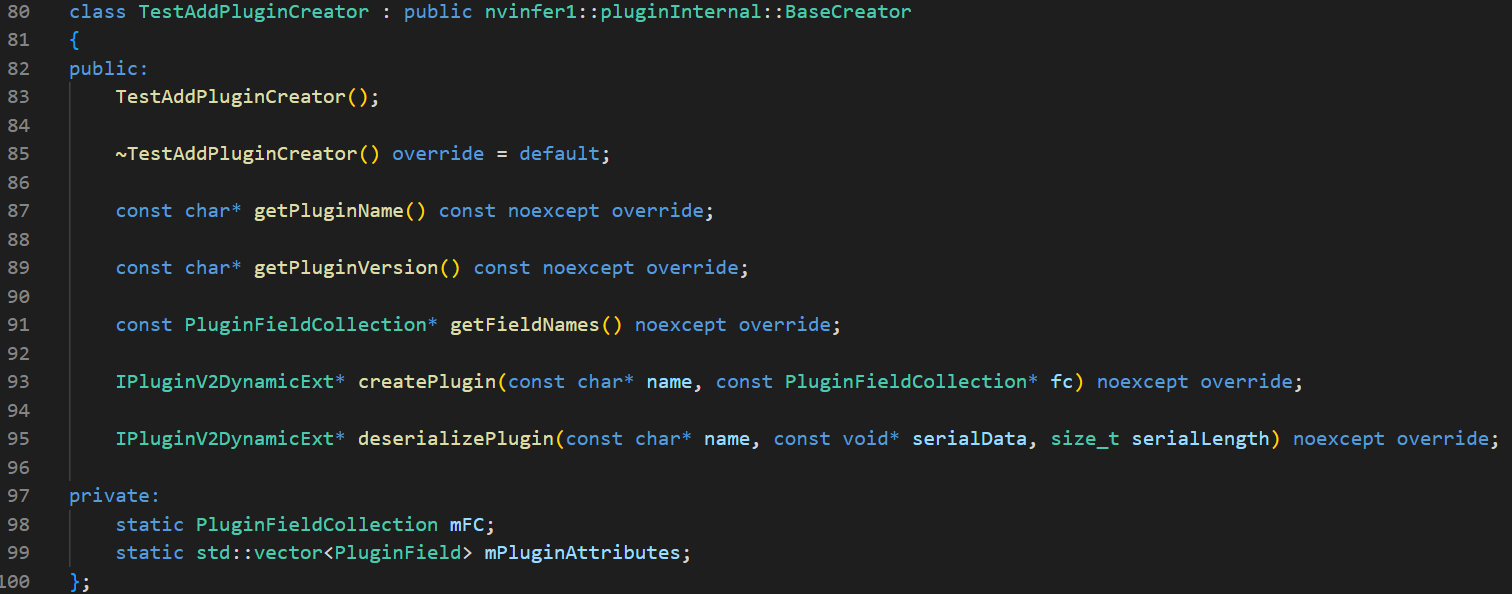 80 class TestAddPluginCreator : public nvinfer1::pluginInternal::BaseCreator
81 {
82 public:
83     TestAddPluginCreator();
84
85     ~TestAddPluginCreator() override = default;
86
87     const char* getPluginName() const noexcept override;
88
89     const char* getPluginVersion() const noexcept override;
90
91     const PluginFieldCollection* getFieldNames() noexcept override;
92
93     IPluginV2DynamicExt* createPlugin(const char* name, const PluginFieldCollection* fc) noexcept override;
94
95     IPluginV2DynamicExt* deserializePlugin(const char* name, const void* serialData, size_t serialLength) noexcept override;
96
97 private:
98     static PluginFieldCollection mFC;
99     static std::vector<PluginField> mPluginAttributes;
100 };